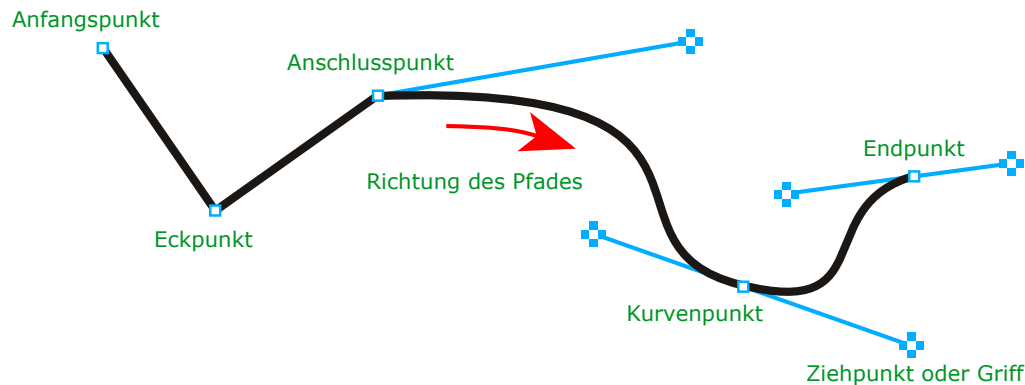 Anfangspunkt
Anschlusspunkt
Endpunkt
Richtung des Pfades
Eckpunkt
Kurvenpunkt
Ziehpunkt oder Griff